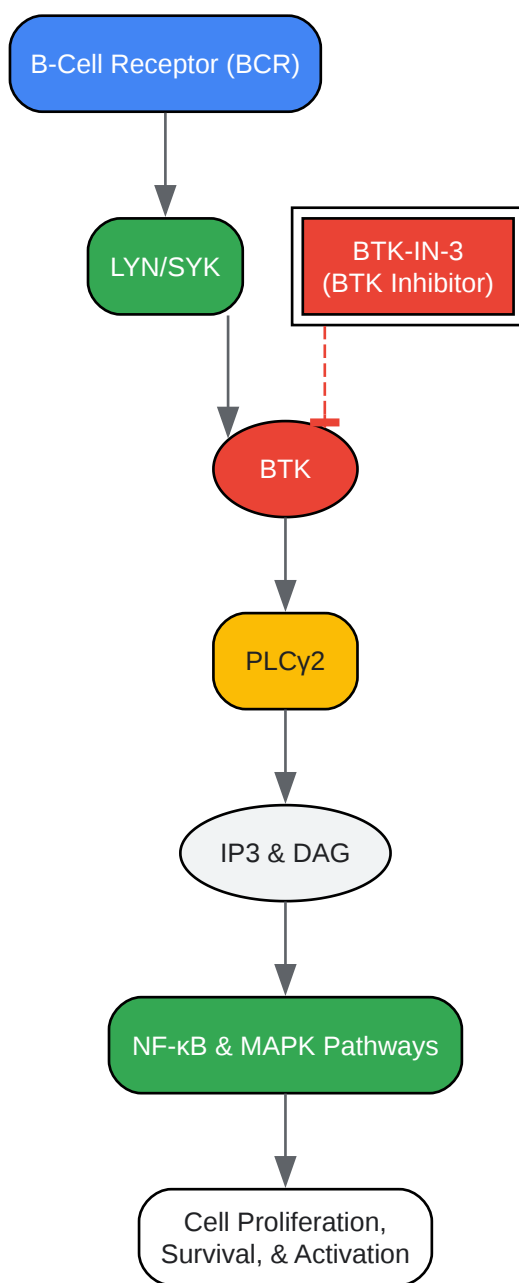 B-Cell Receptor (BCR)
LYN/SYK
BTK-IN-3
(BTK Inhibitor)
BTK
PLCγ2
IP3 & DAG
NF-κB & MAPK Pathways
Cell Proliferation,
Survival, & Activation